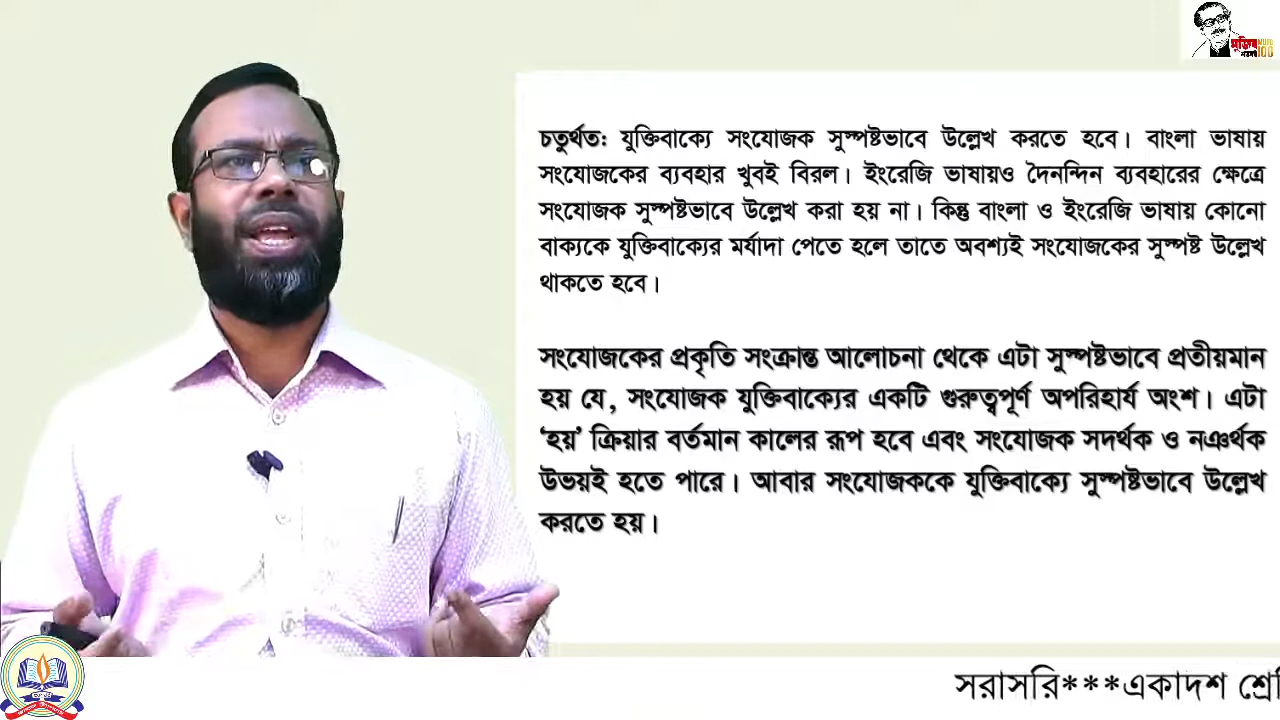 মুজিব
100
চতুর্থত: যুক্তিবাক্যে সংযোজক সুস্পষ্টভাবে উল্লেখ করতে হবে। বাংলা ভাষায়
সংযোজকের ব্যবহার খুবই বিরল। ইংরেজি ভাষায়ও দৈনন্দিন ব্যবহারের ক্ষেত্রে
সংযোজক সুস্পষ্টভাবে উল্লেখ করা হয় না। কিন্তু বাংলা ও ইংরেজি ভাষায় কোনো
বাক্যকে যুক্তিবাক্যের মর্যাদা পেতে হলে তাতে অবশ্যই সংযোজকের সুস্পষ্ট উল্লেখ
থাকতে হবে।
সংযোজকের প্রকৃতি সংক্রান্ত আলোচনা থেকে এটা সুস্পষ্টভাবে প্রতীয়মান
হয় যে, সংযোজক যুক্তিবাক্যের একটি গুরুত্বপূর্ণ অপরিহার্য অংশ। এটা
‘হয়’ ক্রিয়ার বর্তমান কালের রূপ হবে এবং সংযোজক সদর্থক ও নঞর্থক
উভয়ই হতে পারে। আবার সংযোজককে যুক্তিবাক্যে সুস্পষ্টভাবে উল্লেখ
করতে হয়।
সরাসরি***একাদশ শ্রেণি